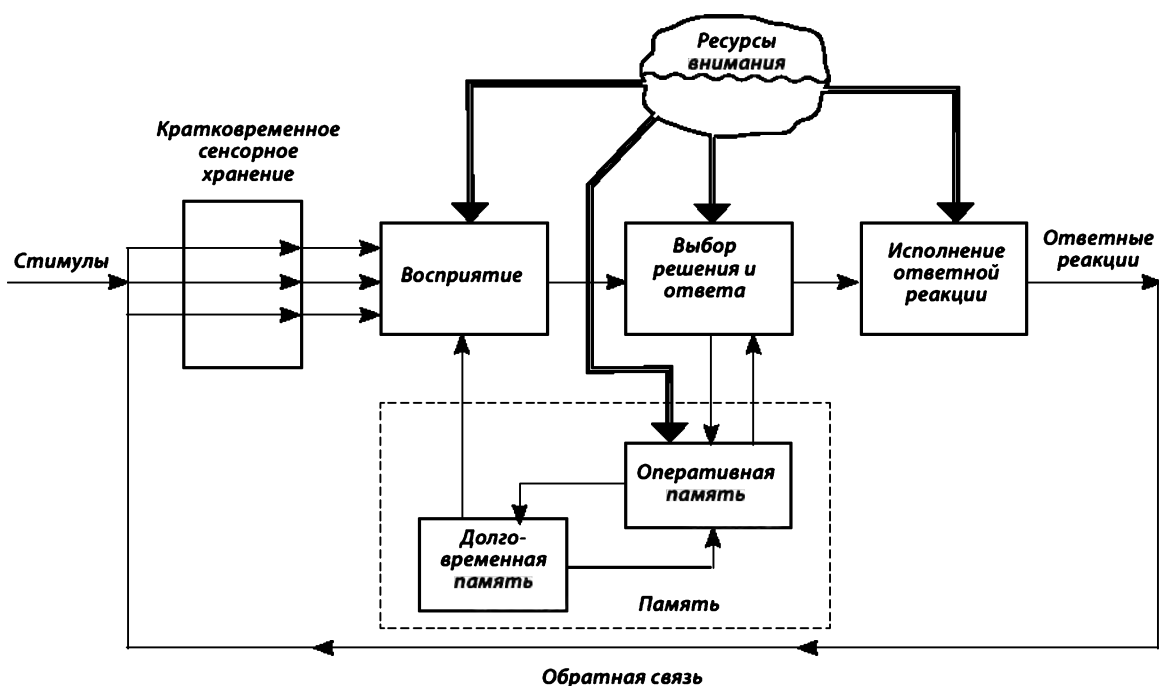 Ресурсы
внимания
Кратковременное
сенсорное
хранение
Стимулы
Восприятие
Выбор
решения и
ответа
Исполнение
ответной
реакции
Ответные
реакции
Оперативная
память
Долго-
временная
память
Память
Обратная связь